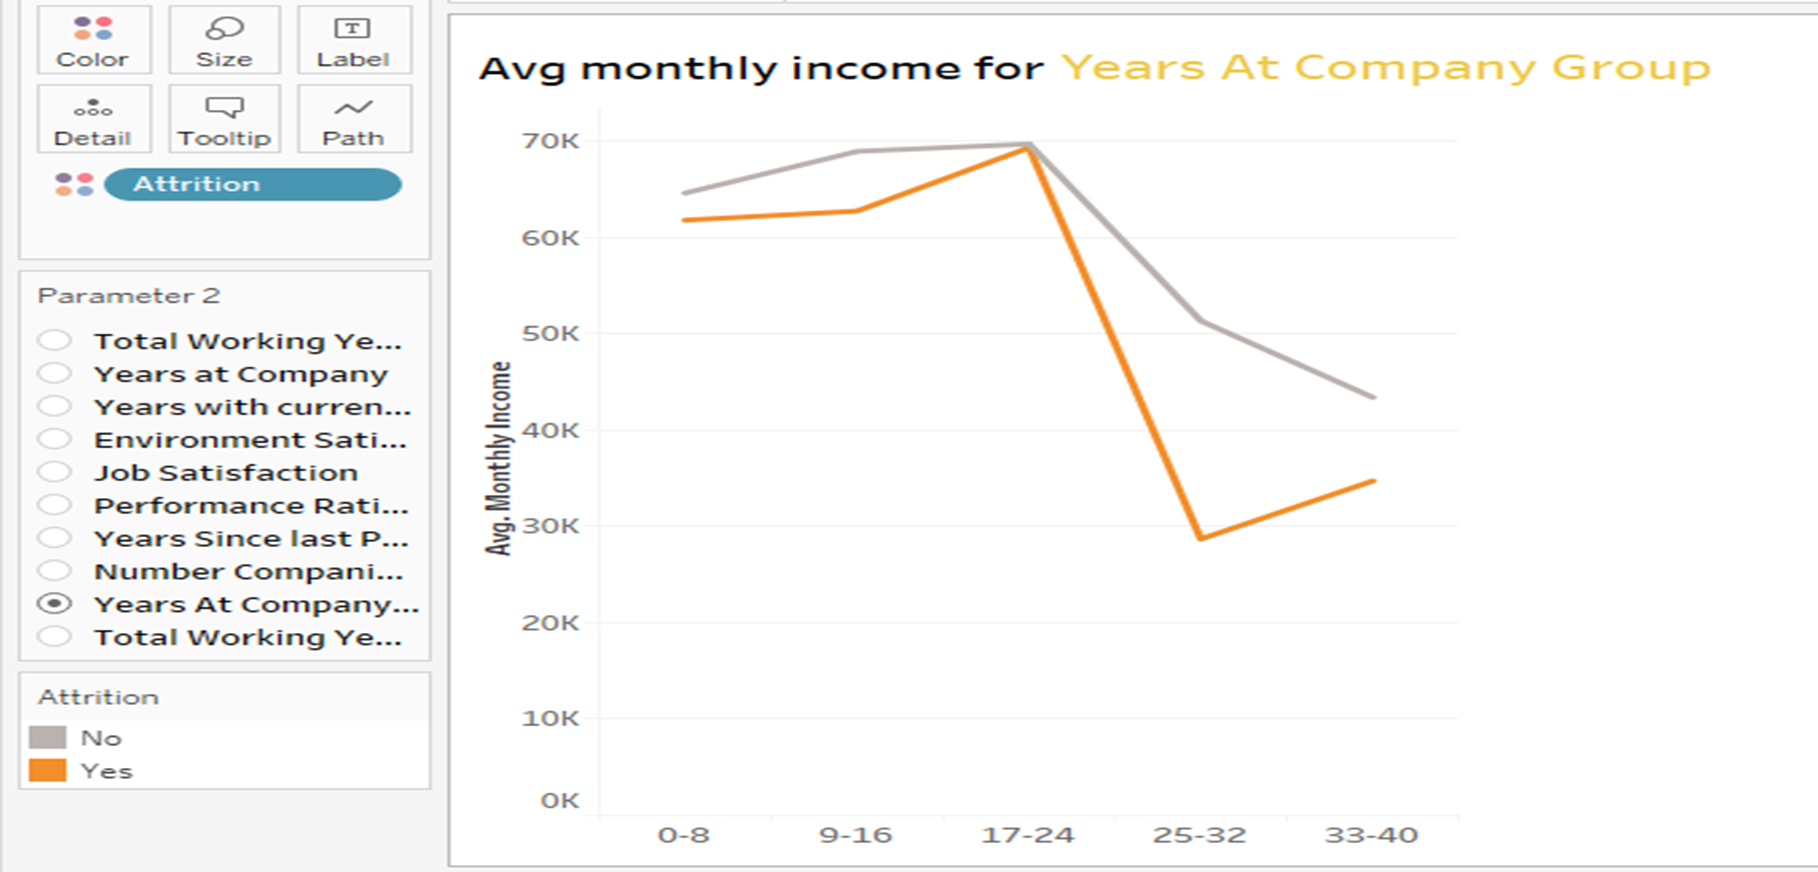 Color Size Label
Detail Tooltip Path
Attrition
Parameter 2
Total Working Ye...
Years at Company
Years with curren...
Environment Sati...
Job Satisfaction
Performance Rati...
Years Since last P...
Number Compani...
Years At Company...
Total Working Ye...
Attrition
No
Yes
Avg monthly income for Years At Company Group
Avg. Monthly Income
70K
60K
50K
40K
30K
20K
10K
0K
0-8 9-16 17-24 25-32 33-40